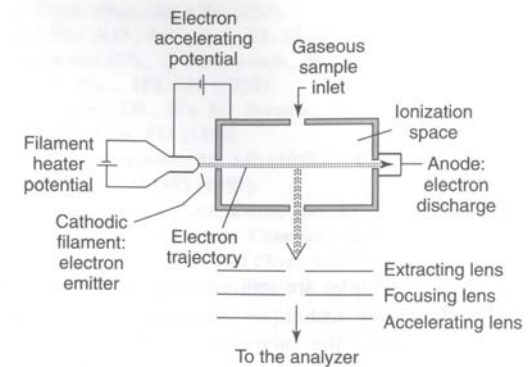 Electron
accelerating
potential
Gaseous
sample
inlet
Ionization
space
Filament
heater
potential
Anode:
electron
discharge
Cathodic
filament:
electron
emitter
Electron
trajectory
Extracting lens
Focusing lens
Accelerating lens
To the analyzer